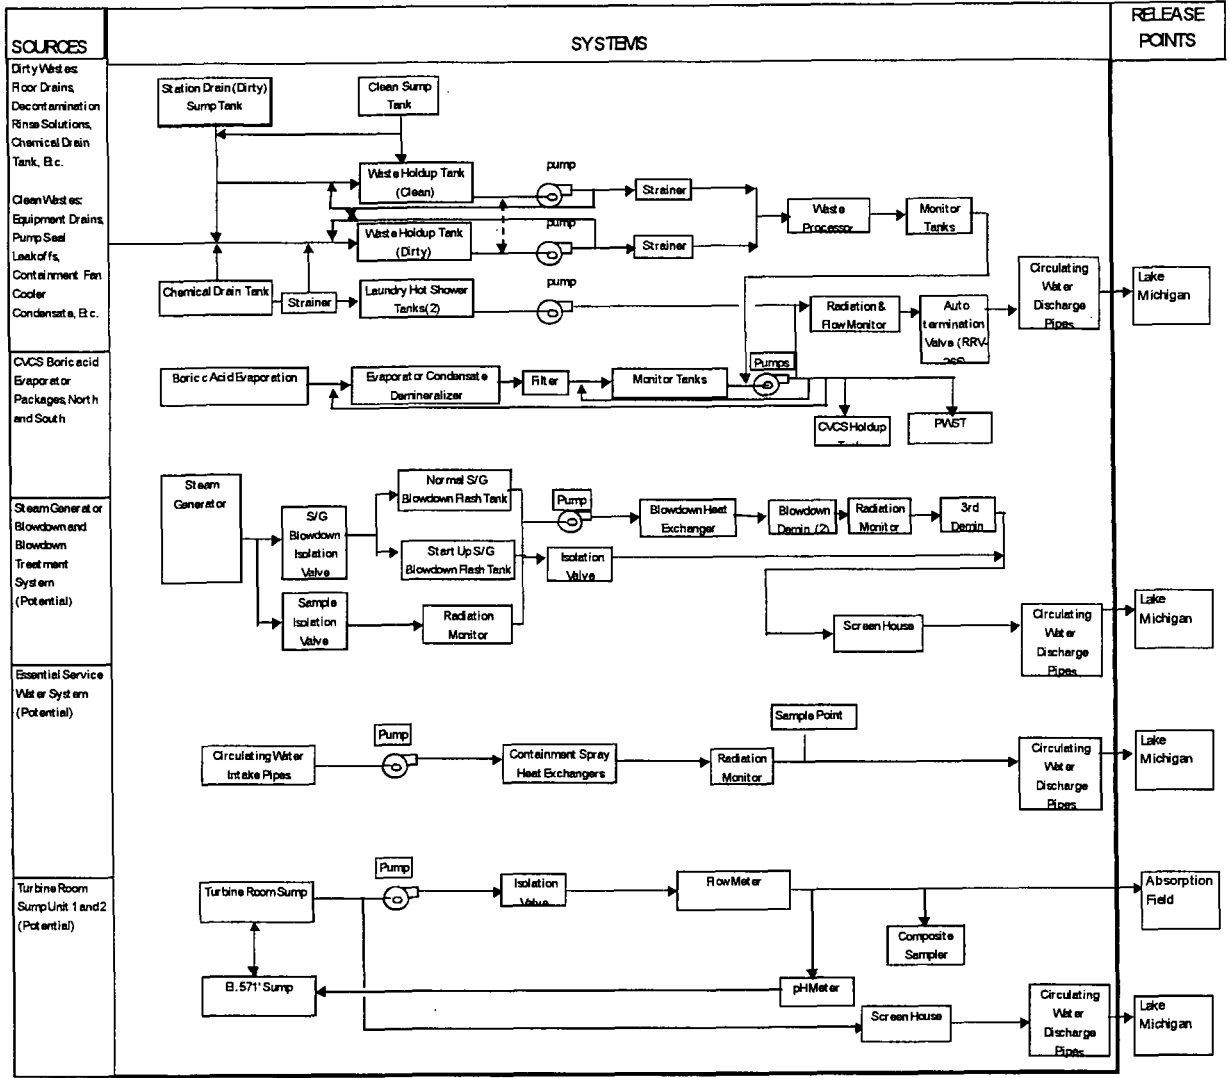 SOURCES
SYSTEMS
RELEASE
POINTS
Dirty Wastes:
Floor Drains,
Decontamination
Rinse Solutions,
Chemical Drain
Tank, Etc.
Clean Wastes:
Equipment Drains,
Pump Seal
Leakoffs,
Containment Fan
Cooler
Condensate, Etc.
Station Drain (Dirty)
Sump Tank
Clean Sump
Tank
Waste Holdup Tank
(Clean)
pump
Strainer
Waste Holdup Tank
(Dirty)
pump
Strainer
Waste
Processor
Monitor
Tanks
Chemical Drain Tank
Strainer
Laundry Hot Shower
Tanks(2)
pump
Radiation &
Flow Monitor
Auto
termination
Valve (RRV-
285)
Circulating
Water
Discharge
Pipes
Lake
Michigan
CVCS Boric acid
Evaporator
Packages, North
and South
Boric c Acid Evaporation
Evaporator Condensate
Demineralizer
Filter
Monitor Tanks
Pumps
CVCS Holdup
Tank
PWST
Steam Generator
Blowdown and
Blowdown
Treatment
System
(Potential)
Steam
Generator
S/G
Blowdown
Isolation
Valve
Normal S/G
Blowdown Flash Tank
Start Up S/G
Blowdown Flash Tank
Sample
Isolation
Valve
Radiation
Monitor
Pump
Isolation
Valve
Blowdown Heat
Exchanger
Blowdown
Demin. (2)
Radiation
Monitor
3rd
Demin
Screen House
Circulating
Water
Discharge
Pipes
Lake
Michigan
Essential Service
Water System
(Potential)
Circulating Water
Intake Pipes
Pump
Containment Spray
Heat Exchangers
Radiation
Monitor
Sample Point
Circulating
Water
Discharge
Pipes
Lake
Michigan
Turbine Room
Sump Unit 1 and 2
(Potential)
Turbine Room Sump
Pump
Isolation
Valve
Flow Meter
Composite
Sampler
Absorption
Field
El. 571' Sump
pH Meter
Screen House
Circulating
Water
Discharge
Pipes
Lake
Michigan